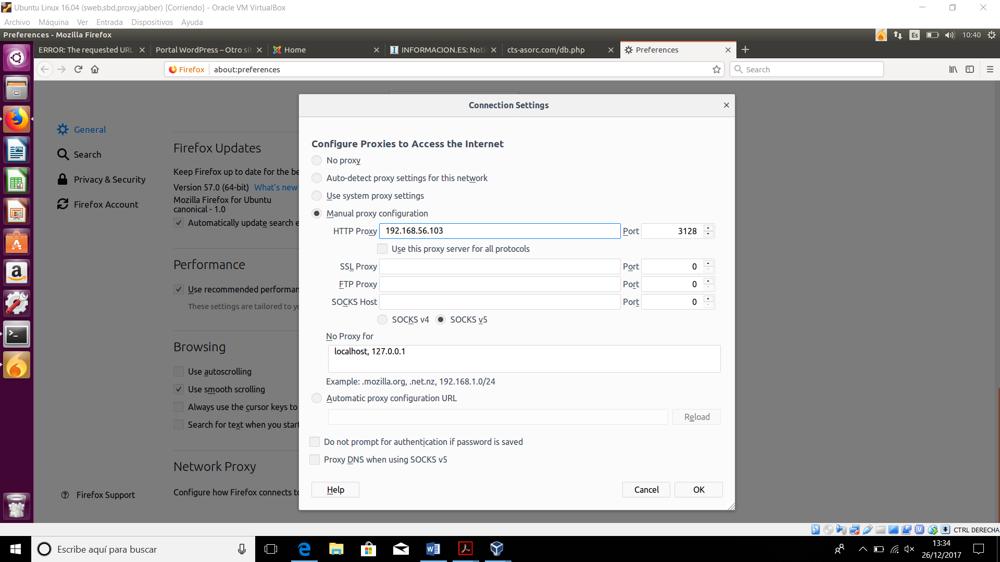 Ubuntu Linux 16.04 (sweb,sbd,proxy,jabber) [Corriendo] - Oracle VM VirtualBox
Archivo Máquina Ver Entrada Dispositivos Ayuda
Preferences - Mozilla Firefox
Es
10:40
ERROR: The requested URL
Portal WordPress – Otro sit
Home
INFORMACION.ES: Noti
cts-asorc.com/db.php
Preferences
Firefox
about:preferences
Search
General
Search
Privacy & Security
Firefox Account
Firefox Support
Firefox Updates
Keep Firefox up to date for the be
Version 57.0 (64-bit) What's new
Mozilla Firefox for Ubuntu
canonical - 1.0
Automatically update search e
Performance
Use recommended performan
These settings are tailored to yo
Browsing
Use autoscrolling
Use smooth scrolling
Always use the cursor keys to
Search for text when you start
Network Proxy
Configure how Firefox connects to
Connection Settings
Configure Proxies to Access the Internet
No proxy
Auto-detect proxy settings for this network
Use system proxy settings
Manual proxy configuration
HTTP Proxy 192.168.56.103 Port 3128
Use this proxy server for all protocols
SSL Proxy Port 0
FTP Proxy Port 0
SOCKS Host Port 0
SOCKS v4 SOCKS v5
No Proxy for
localhost, 127.0.0.1
Example: .mozilla.org, .net.nz, 192.168.1.0/24
Automatic proxy configuration URL
Reload
Do not prompt for authentication if password is saved
Proxy DNS when using SOCKS v5
Help Cancel OK
CTRL DERECHA
Escribe aquí para buscar
13:34
26/12/2017